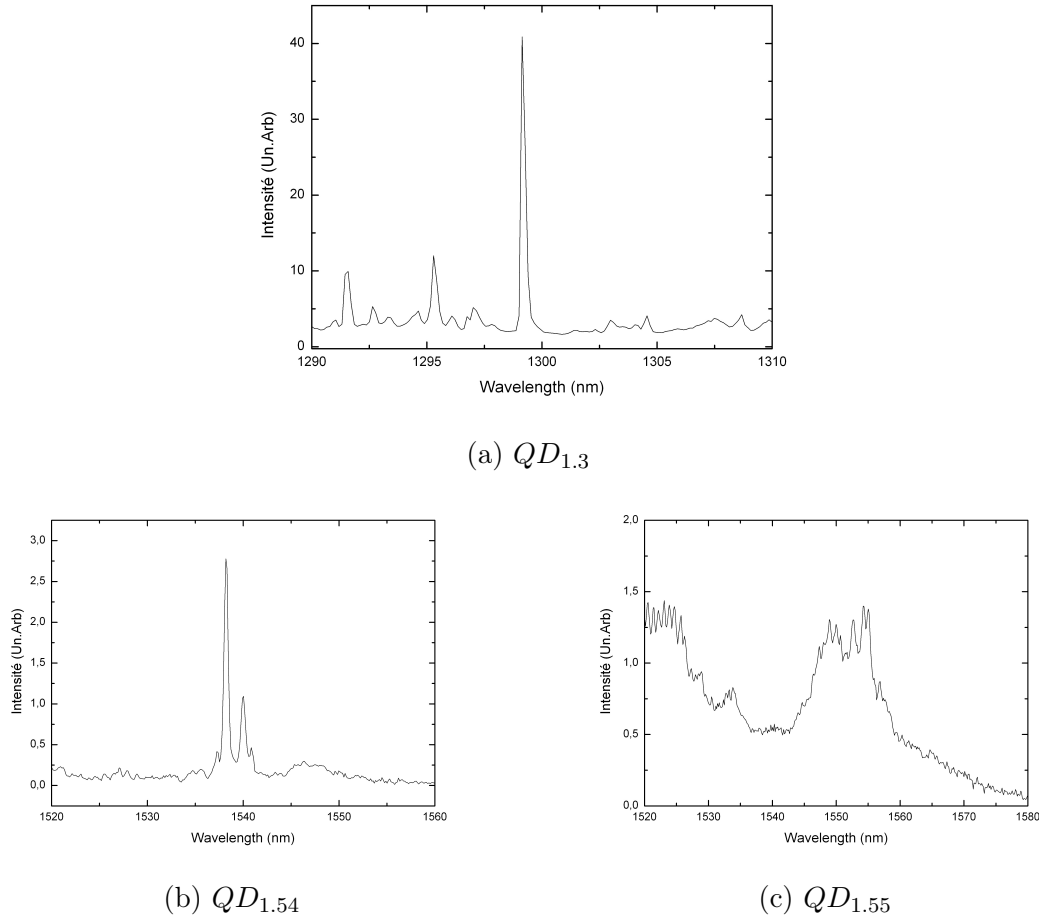 40
30
20
10
0
Intensité (Un.Arb)
1290 1295 1300 1305 1310
Wavelength (nm)
(a) QD1.3
3,0
2,5
2,0
1,5
1,0
0,5
0,0
Intensité (Un.Arb)
1520 1530 1540 1550 1560
Wavelength (nm)
(b) QD1.54
2,0
1,5
1,0
0,5
0,0
Intensité (Un.Arb)
1520 1530 1540 1550 1560 1570 1580
Wavelength (nm)
(c) QD1.55